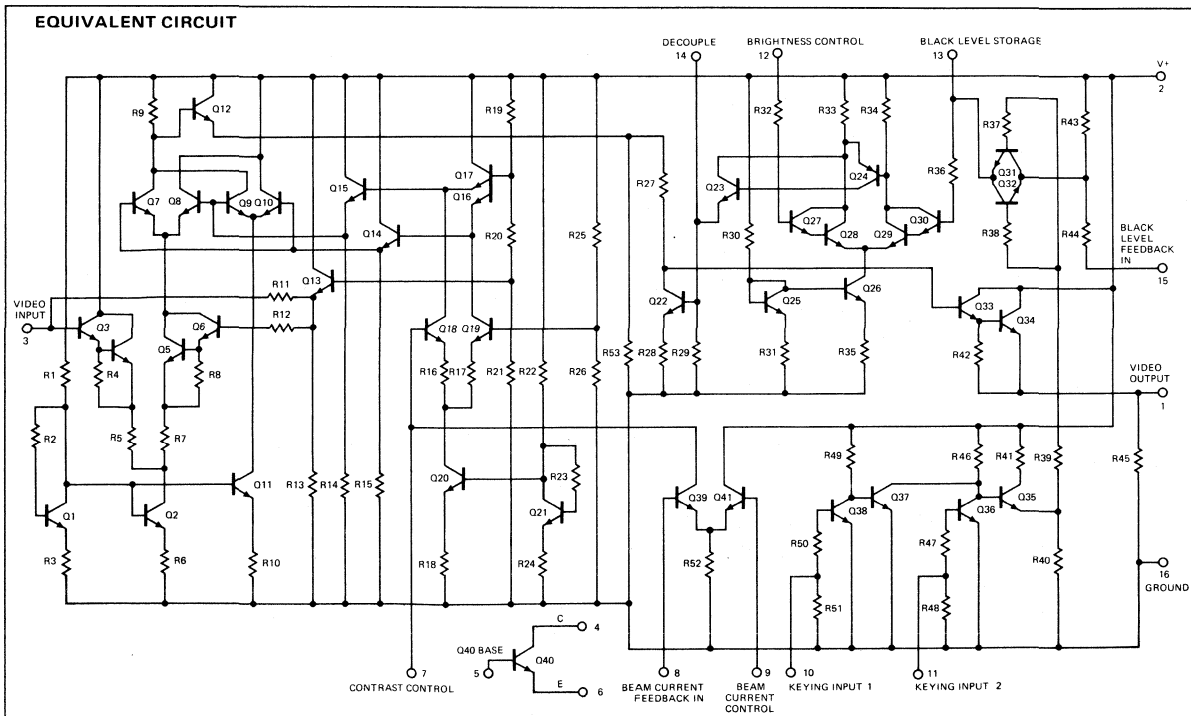 EQUIVALENT CIRCUIT
DECOUPLE
14
BRIGHTNESS CONTROL
12
BLACK LEVEL STORAGE
13
V+
2
R9
Q12
R19
R32
R33
R34
R37
R43
Q7
Q8
Q9
Q10
Q15
Q17
Q16
Q14
R20
R25
R27
Q23
Q24
R36
Q31
Q32
R30
Q27
Q28
Q29
Q30
R38
R44
BLACK
LEVEL
FEEDBACK
IN
15
R11
R12
Q13
VIDEO
INPUT
3
Q3
Q6
Q5
R4
R8
R1
R2
R5
R7
Q18
Q19
R16
R17
R21
R22
R26
R53
Q22
R28
R29
Q25
Q26
R31
R35
Q33
Q34
R42
VIDEO
OUTPUT
1
Q1
Q2
Q11
R3
R6
R10
R13
R14
R15
Q20
R23
Q21
R18
R24
Q39
Q41
R52
R49
R46
R41
R39
R45
Q38
Q37
Q36
Q35
R50
R47
R51
R48
R40
16
GROUND
C
4
Q40 BASE
5
Q40
E
6
7
CONTRAST CONTROL
8
BEAM CURRENT
FEEDBACK IN
9
BEAM
CURRENT
CONTROL
10
KEYING INPUT 1
11
KEYING INPUT 2